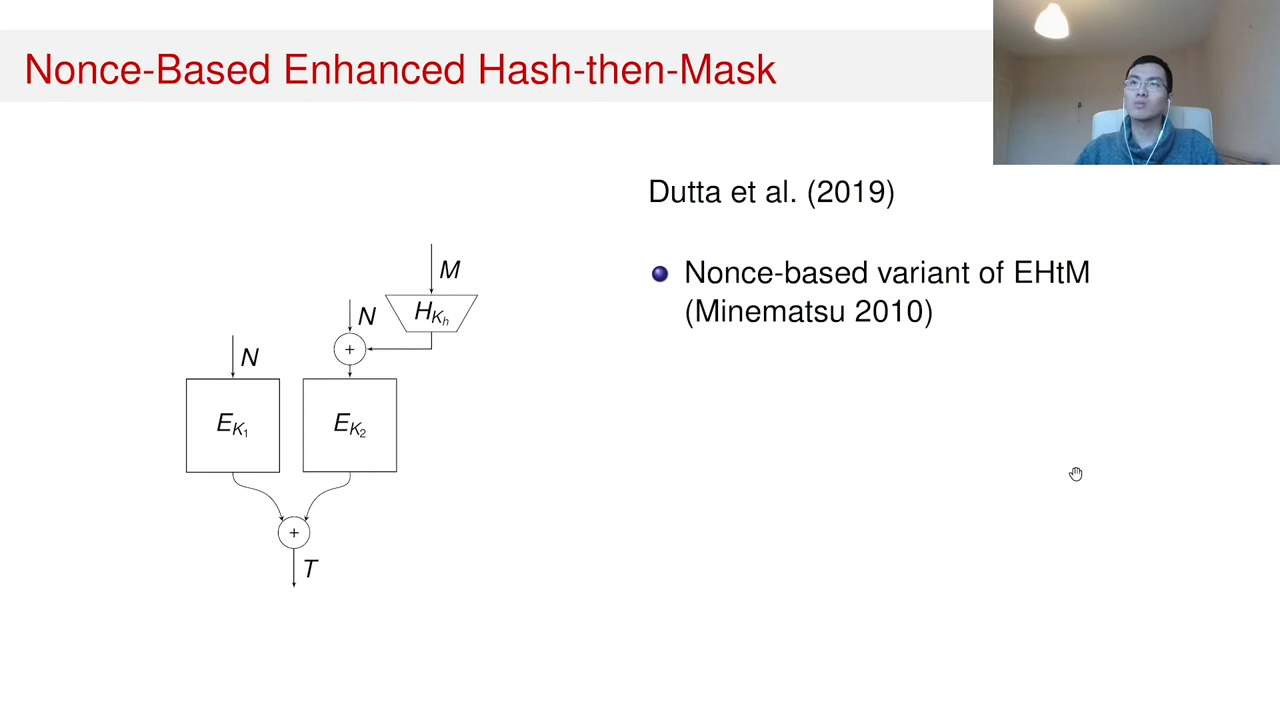 Nonce-Based Enhanced Hash-then-Mask
Dutta et al. (2019)
Nonce-based variant of EHtM
(Minematsu 2010)
M
N
H_{K_h}
+
N
E_{K_1}
E_{K_2}
+
T